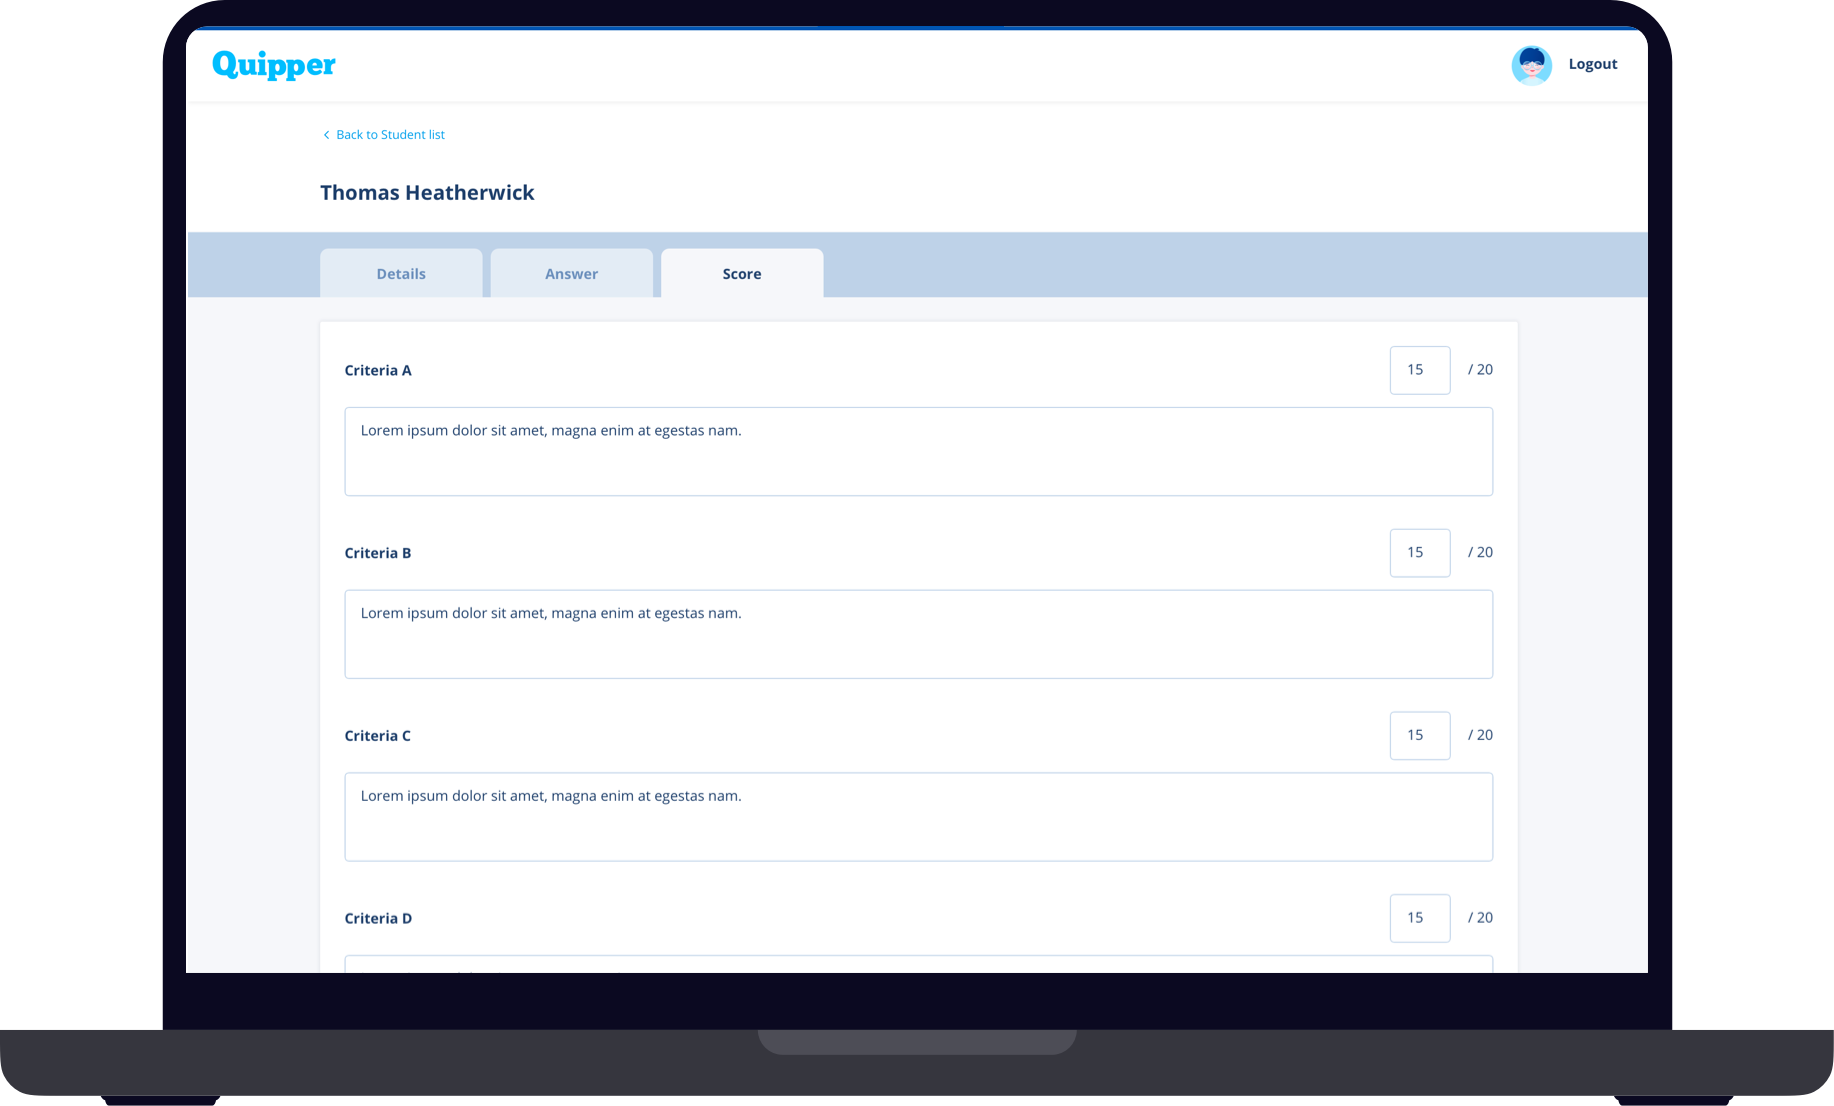 Quipper
Logout
Back to Student list
Thomas Heatherwick
Details
Answer
Score
Criteria A
15
/ 20
Lorem ipsum dolor sit amet, magna enim at egestas nam.
Criteria B
15
/ 20
Lorem ipsum dolor sit amet, magna enim at egestas nam.
Criteria C
15
/ 20
Lorem ipsum dolor sit amet, magna enim at egestas nam.
Criteria D
15
/ 20